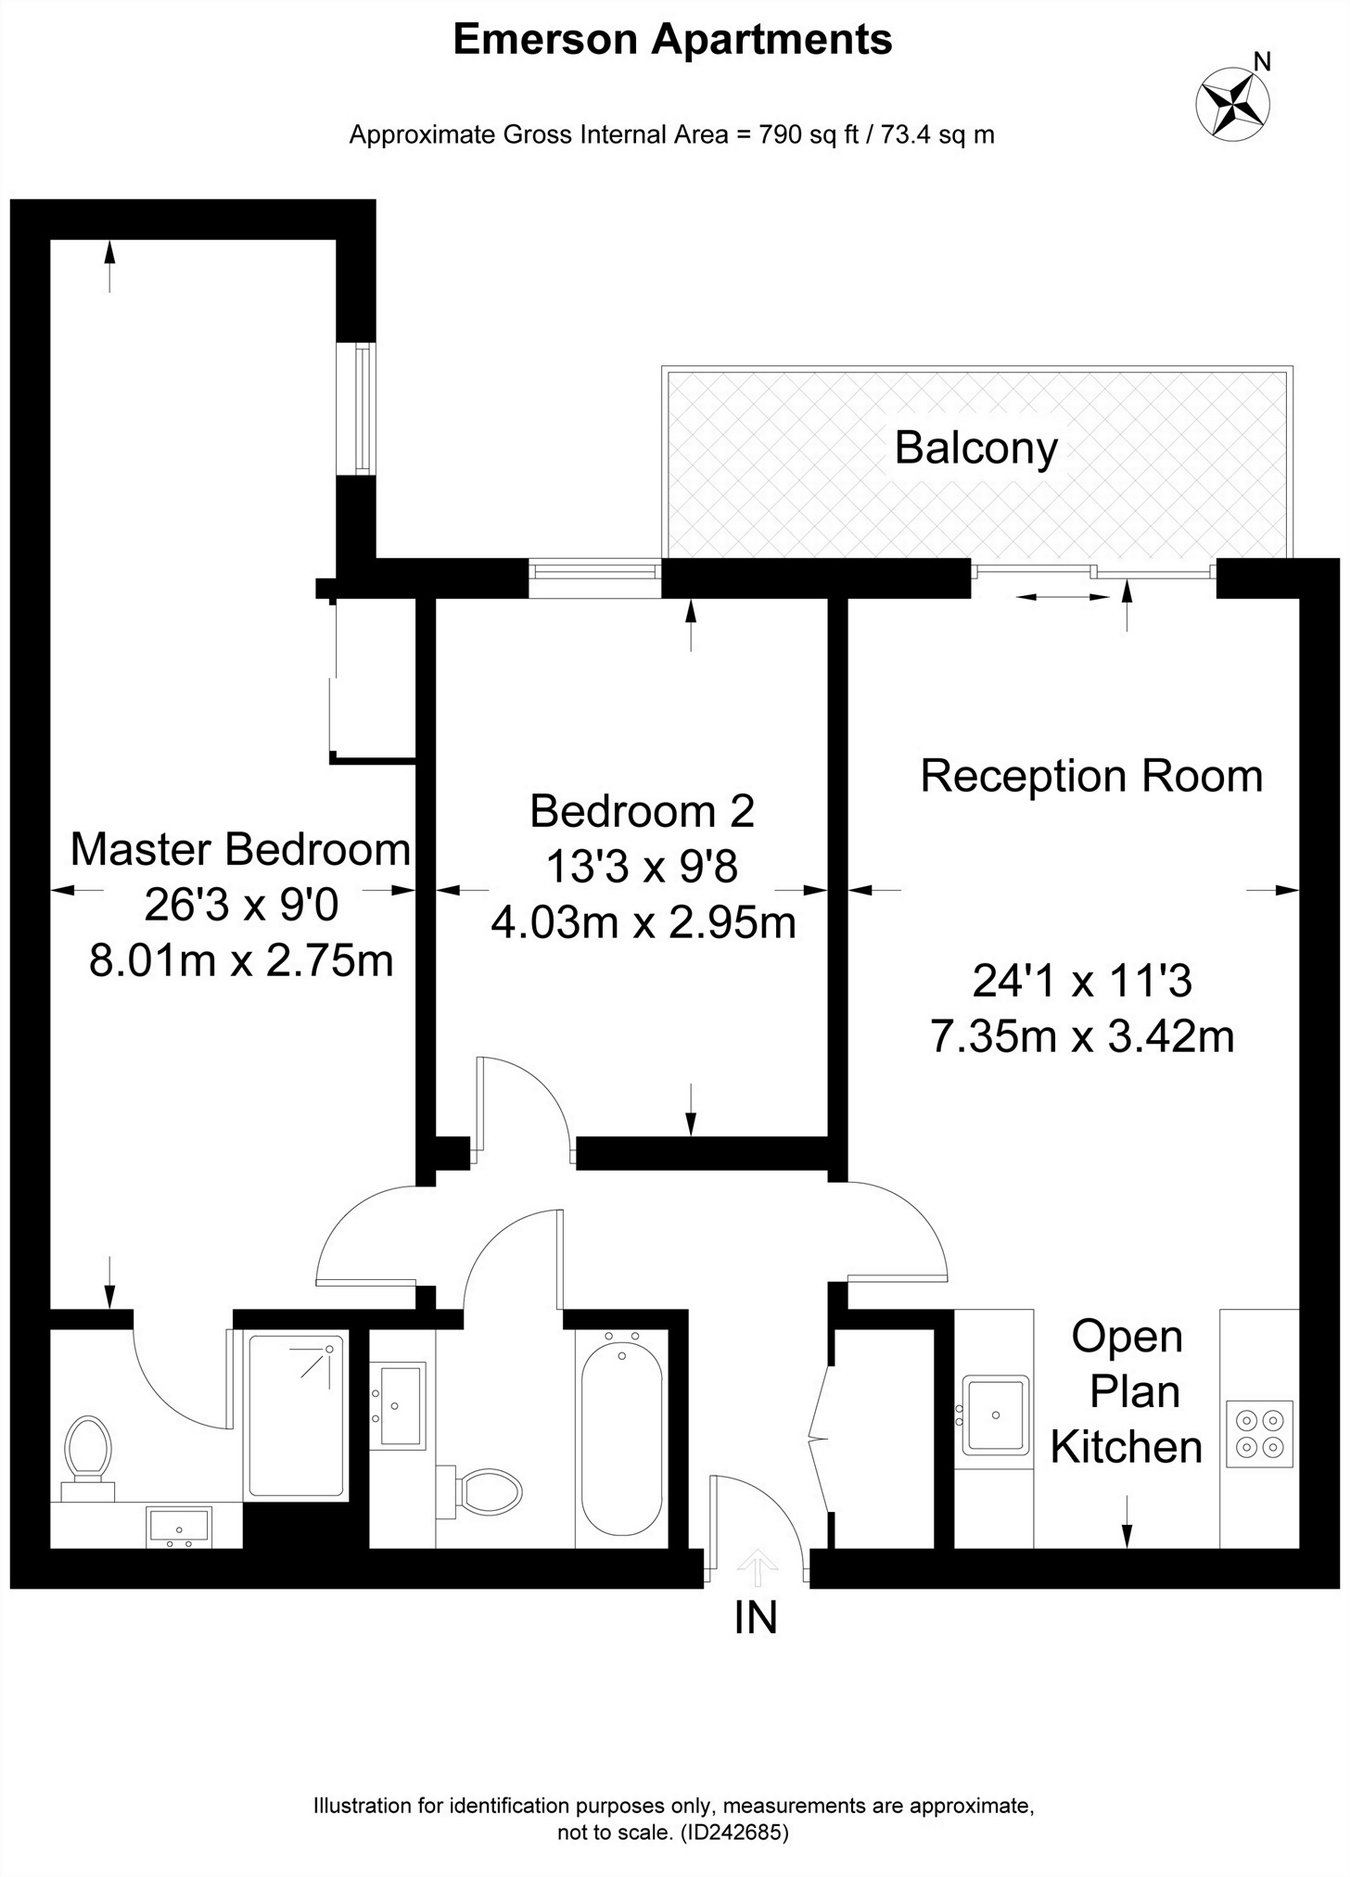 Emerson Apartments
N
Approximate Gross Internal Area = 790 sq ft / 73.4 sq m
Balcony
Reception Room
24'1 x 11'3
7.35m x 3.42m
Bedroom 2
13'3 x 9'8
4.03m x 2.95m
Master Bedroom
26'3 x 9'0
8.01m x 2.75m
Open
Plan
Kitchen
IN
Illustration for identification purposes only, measurements are approximate,
not to scale. (ID242685)